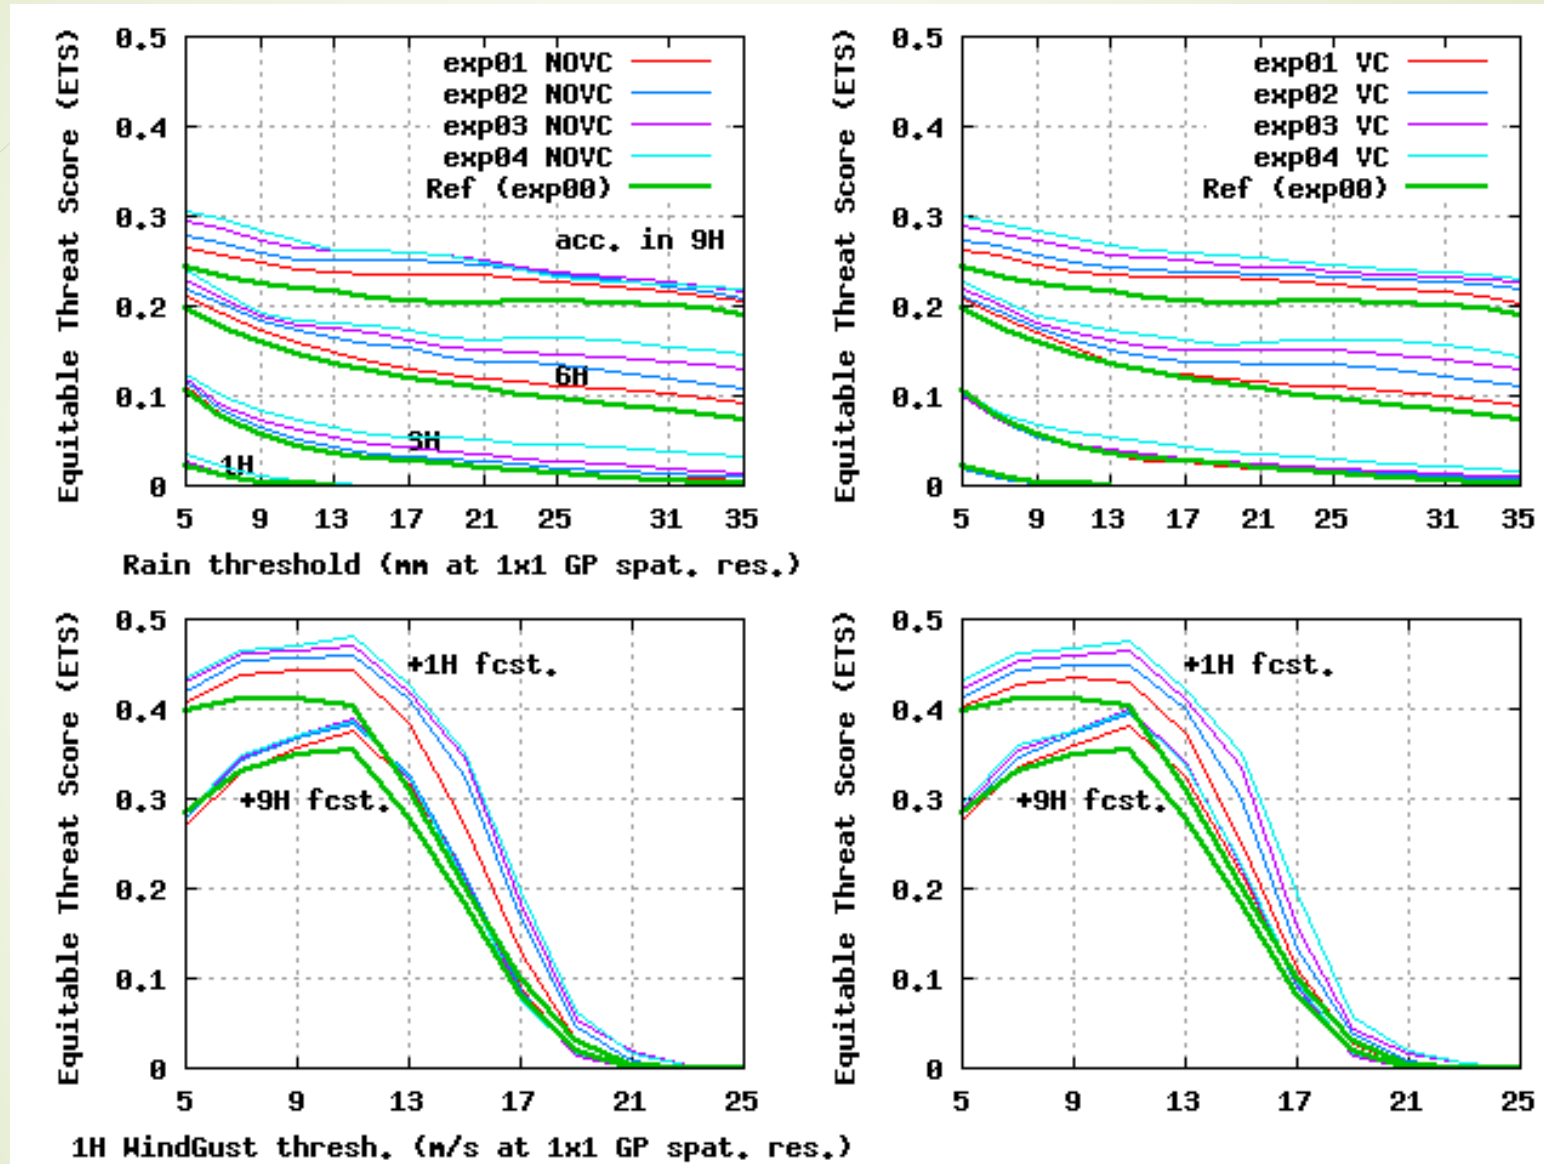 Equitable Threat Score (ETS)
0.5
0.4
0.3
0.2
0.1
0
exp01 NOVC
exp02 NOVC
exp03 NOVC
exp04 NOVC
Ref (exp00)
acc. in 9H
6H
3H
1H
5 9 13 17 21 25 31 35
Rain threshold (mm at 1x1 GP spat. res.)
Equitable Threat Score (ETS)
0.5
0.4
0.3
0.2
0.1
0
exp01 VC
exp02 VC
exp03 VC
exp04 VC
Ref (exp00)
5 9 13 17 21 25 31 35
Equitable Threat Score (ETS)
0.5
0.4
0.3
0.2
0.1
0
+1H fcst.
+9H fcst.
5 9 13 17 21 25
1H WindGust thresh. (m/s at 1x1 GP spat. res.)
Equitable Threat Score (ETS)
0.5
0.4
0.3
0.2
0.1
0
+1H fcst.
+9H fcst.
5 9 13 17 21 25